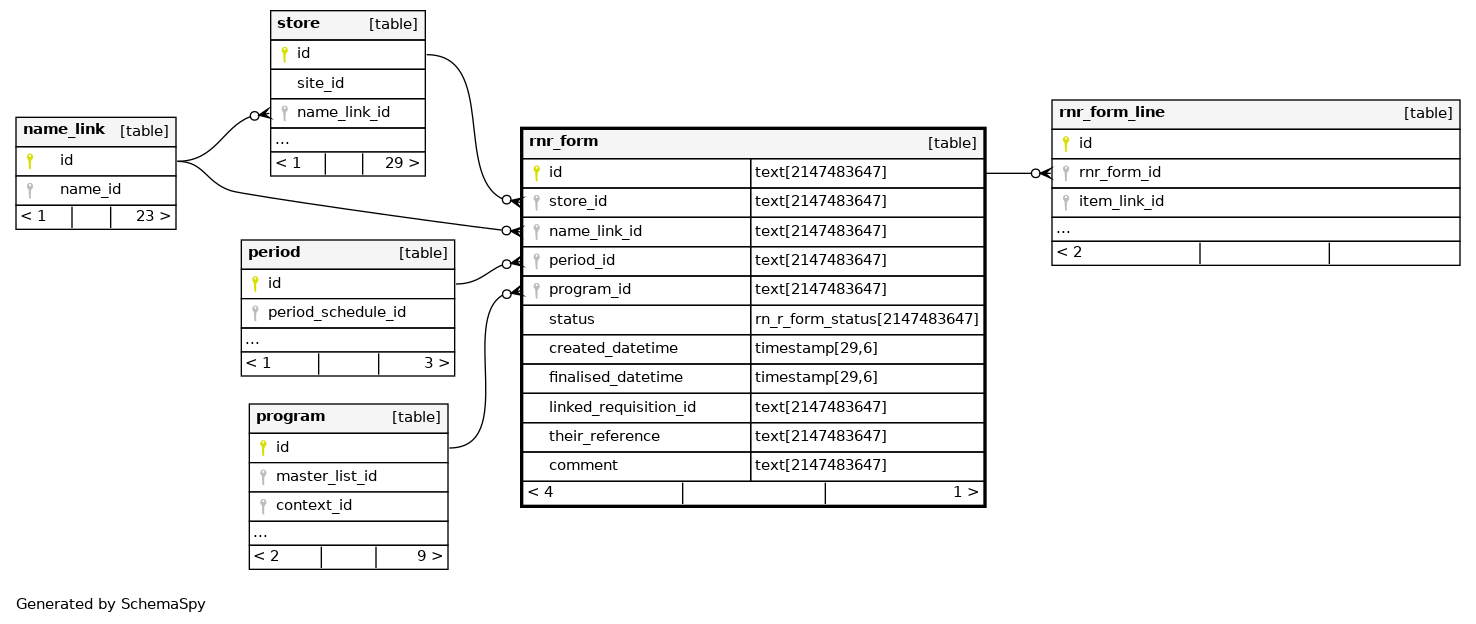 store [table]
id
site_id
name_link_id
...
< 1 29 >
name_link [table]
id
name_id
< 1 23 >
period [table]
id
period_schedule_id
...
< 1 3 >
program [table]
id
master_list_id
context_id
...
< 2 9 >
rnr_form [table]
id text[2147483647]
store_id text[2147483647]
name_link_id text[2147483647]
period_id text[2147483647]
program_id text[2147483647]
status rn_r_form_status[2147483647]
created_datetime timestamp[29,6]
finalised_datetime timestamp[29,6]
linked_requisition_id text[2147483647]
their_reference text[2147483647]
comment text[2147483647]
< 4 1 >
rnr_form_line [table]
id
rnr_form_id
item_link_id
...
< 2
Generated by SchemaSpy